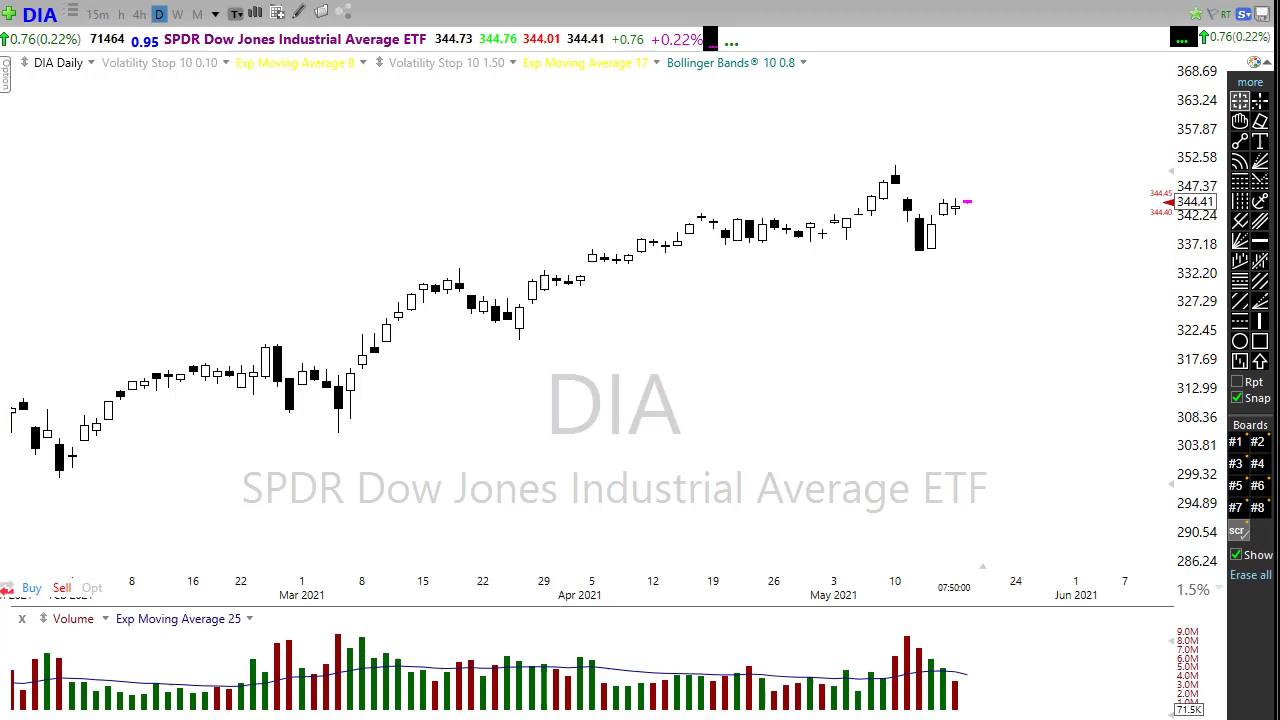 DIA 15m h 4h D W M T RT S
0.76(0.22%) 71464 0.95 SPDR Dow Jones Industrial Average ETF 344.73 344.76 344.01 344.41 +0.76 +0.22% ... ... ... 0.76(0.22%)
Option
DIA Daily Volatility Stop 10 0.10 Exp Moving Average 8 Volatility Stop 10 1.50 Exp Moving Average 17 Bollinger Bands® 10 0.8
368.69
more
363.24
357.87
352.58
347.37
344.45
344.41
344.40
342.24
337.18
332.20
327.29
322.45
317.69
312.99
308.36
303.81
299.32
294.89
290.54
286.24
DIA
SPDR Dow Jones Industrial Average ETF
Rpt
Snap
Boards
#1 #2
#3 #4
#5 #6
#7 #8
scr
Show
Erase all
8 16 22 1 8 15 22 29 5 12 19 26 3 10 24 1 7
Buy Sell Opt 07:50:00 1.5%
Mar 2021 Apr 2021 May 2021 Jun 2021
X Volume Exp Moving Average 25
9.0M
7.0M
6.0M
5.0M
4.0M
3.0M
2.0M
71.5K